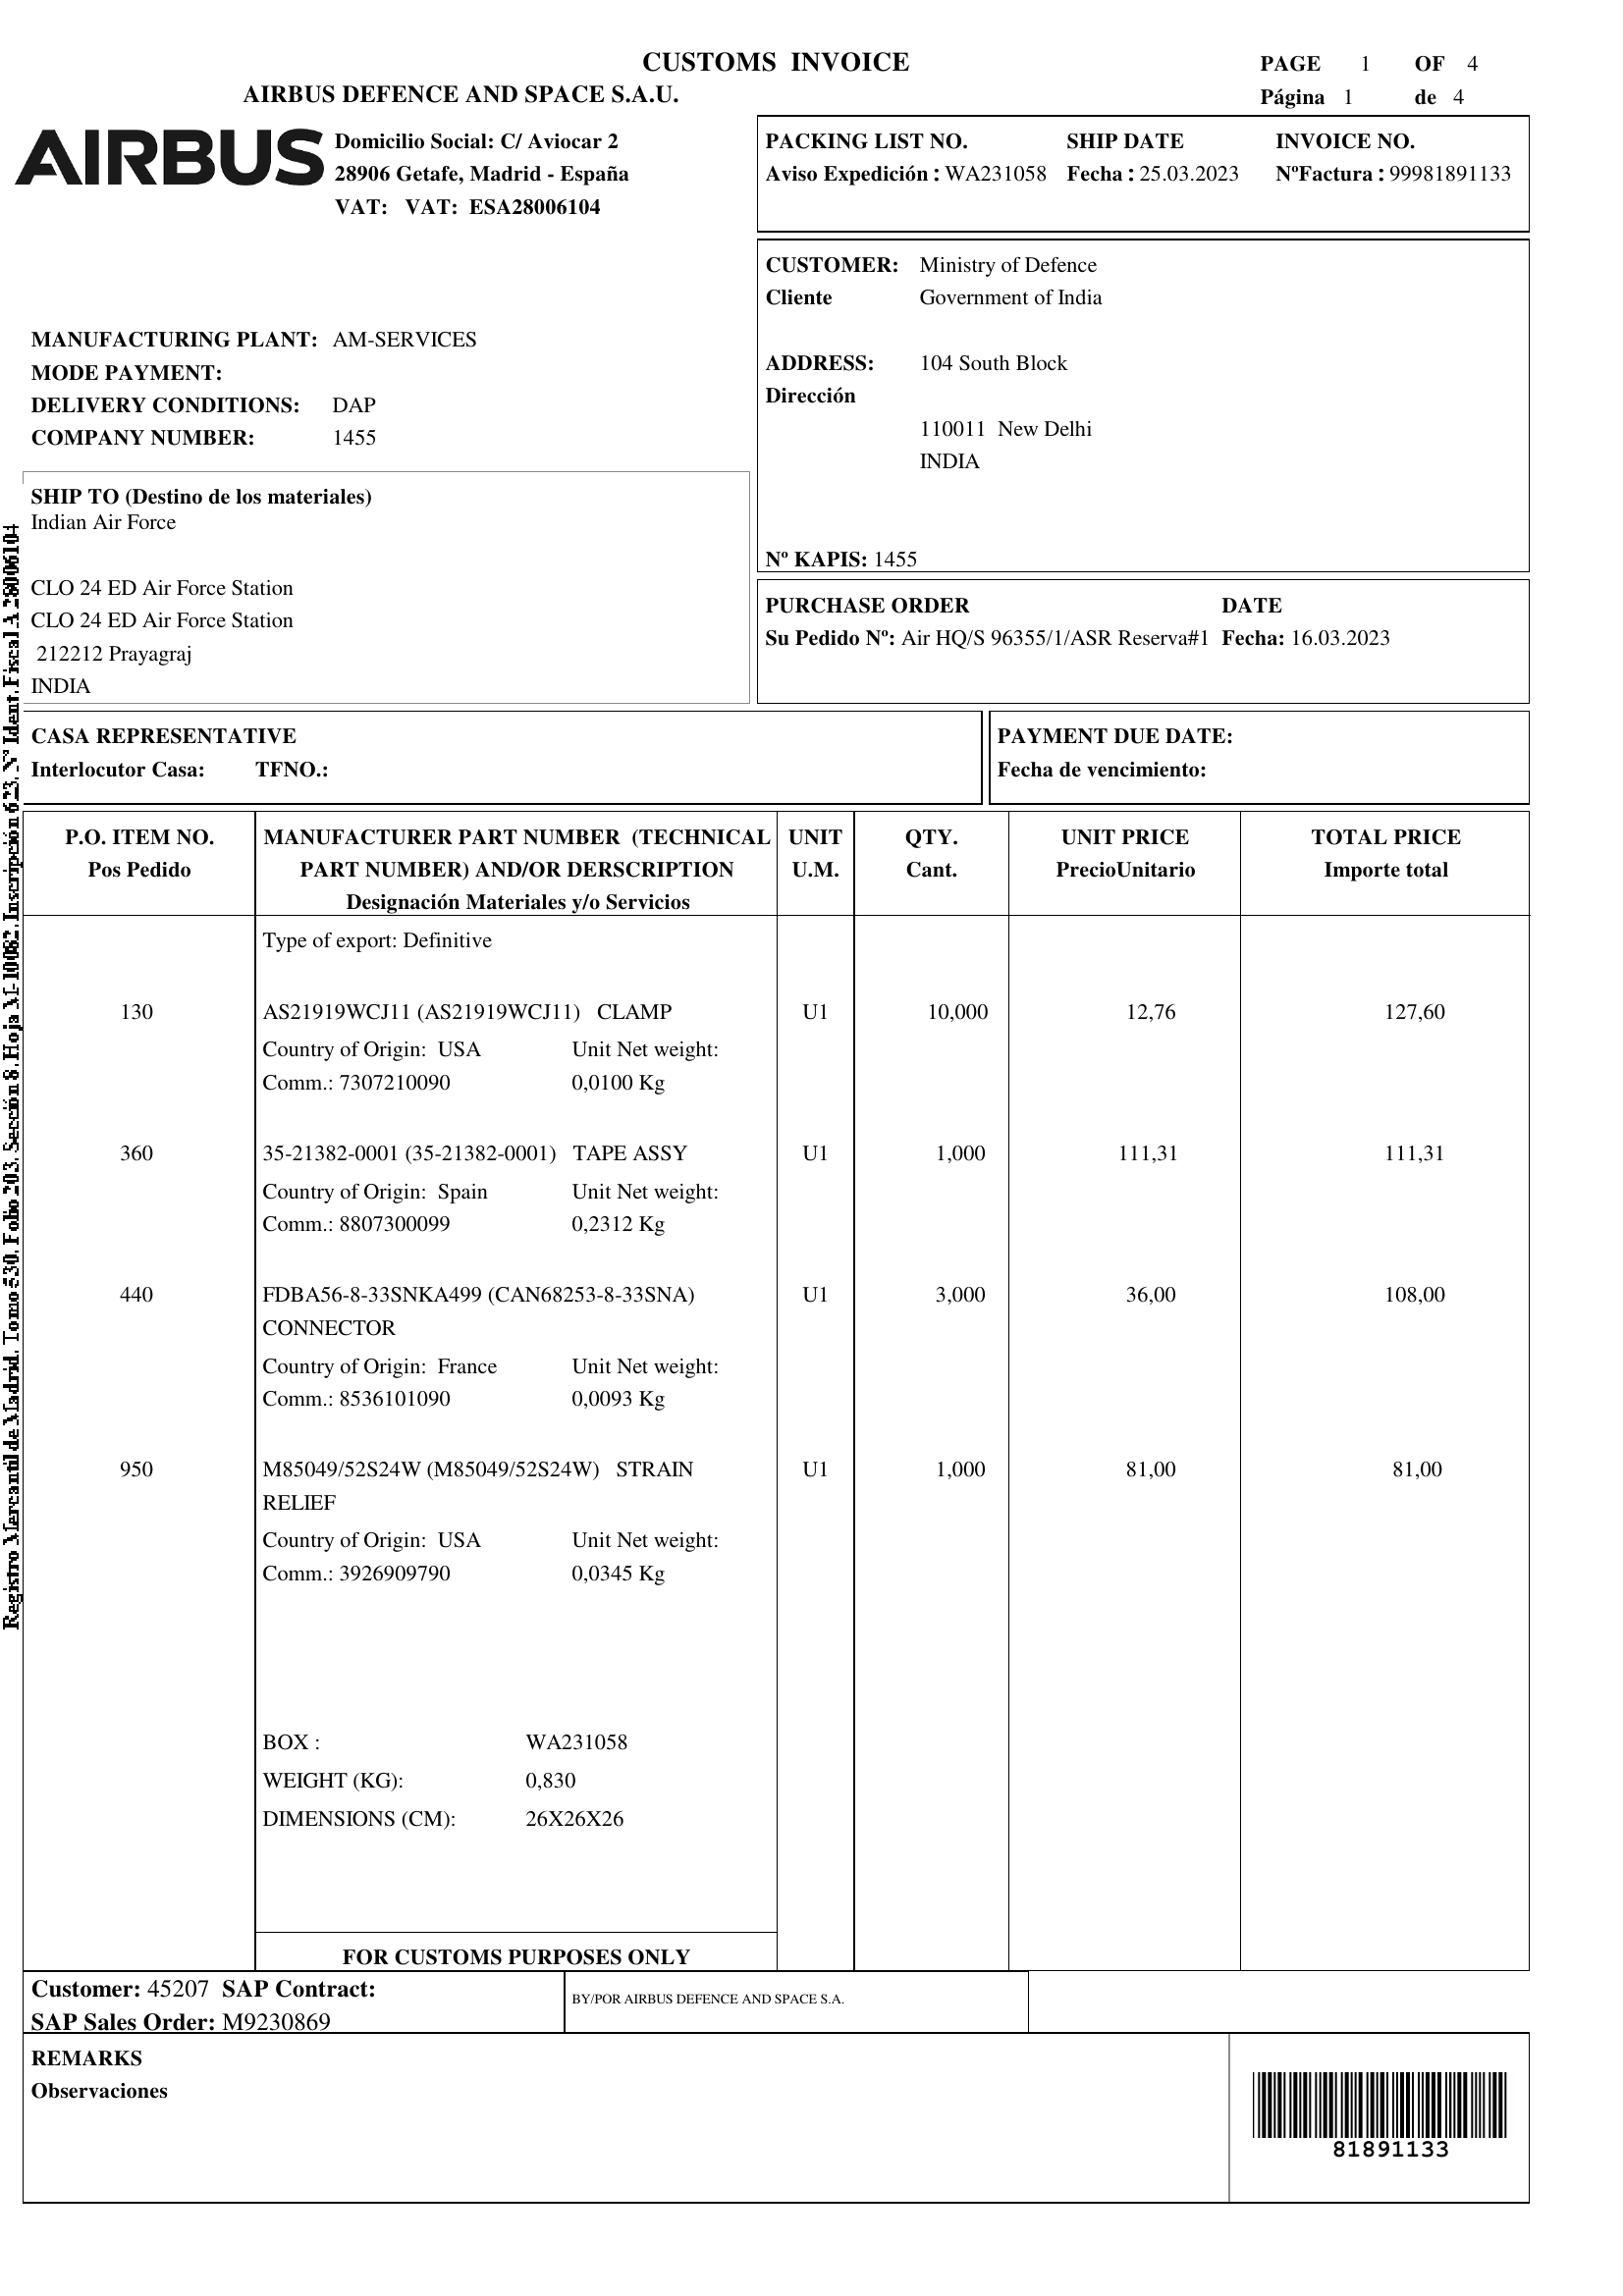 CUSTOMS INVOICE
PAGE 1 OF 4
Página 1 de 4
AIRBUS DEFENCE AND SPACE S.A.U.
AIRBUS
Domicilio Social: C/ Aviocar 2
28906 Getafe, Madrid - España
VAT: VAT: ESA28006104
PACKING LIST NO. SHIP DATE INVOICE NO.
Aviso Expedición : WA231058 Fecha : 25.03.2023 NºFactura : 99981891133
CUSTOMER: Ministry of Defence
Cliente Government of India
ADDRESS: 104 South Block
Dirección
110011 New Delhi
INDIA
Nº KAPIS: 1455
MANUFACTURING PLANT: AM-SERVICES
MODE PAYMENT:
DELIVERY CONDITIONS: DAP
COMPANY NUMBER: 1455
SHIP TO (Destino de los materiales)
Indian Air Force
CLO 24 ED Air Force Station
CLO 24 ED Air Force Station
212212 Prayagraj
INDIA
PURCHASE ORDER DATE
Su Pedido Nº: Air HQ/S 96355/1/ASR Reserva#1 Fecha: 16.03.2023
CASA REPRESENTATIVE
Interlocutor Casa: TFNO.:
PAYMENT DUE DATE:
Fecha de vencimiento:
P.O. ITEM NO. MANUFACTURER PART NUMBER (TECHNICAL UNIT QTY. UNIT PRICE TOTAL PRICE
Pos Pedido PART NUMBER) AND/OR DERSCRIPTION U.M. Cant. PrecioUnitario Importe total
Designación Materiales y/o Servicios
Type of export: Definitive
130 AS21919WCJ11 (AS21919WCJ11) CLAMP U1 10,000 12,76 127,60
Country of Origin: USA Unit Net weight:
Comm.: 7307210090 0,0100 Kg
360 35-21382-0001 (35-21382-0001) TAPE ASSY U1 1,000 111,31 111,31
Country of Origin: Spain Unit Net weight:
Comm.: 8807300099 0,2312 Kg
440 FDBA56-8-33SNKA499 (CAN68253-8-33SNA) U1 3,000 36,00 108,00
CONNECTOR
Country of Origin: France Unit Net weight:
Comm.: 8536101090 0,0093 Kg
950 M85049/52S24W (M85049/52S24W) STRAIN U1 1,000 81,00 81,00
RELIEF
Country of Origin: USA Unit Net weight:
Comm.: 3926909790 0,0345 Kg
BOX : WA231058
WEIGHT (KG): 0,830
DIMENSIONS (CM): 26X26X26
FOR CUSTOMS PURPOSES ONLY
Customer: 45207 SAP Contract:
SAP Sales Order: M9230869
BY/POR AIRBUS DEFENCE AND SPACE S.A.
REMARKS
Observaciones
81891133
Registro Mercantil de Madrid, Tomo 530, Folio 203, Sección 8, Hoja M-10082, Inscripción 623, Nº Ident. Fiscal A 28006104